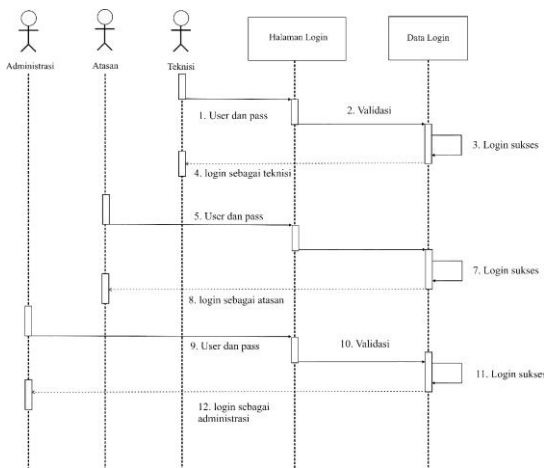 Administrasi
Atasan
Teknisi
Halaman Login
Data Login
1. User dan pass
2. Validasi
3. Login sukses
4. login sebagai teknisi
5. User dan pass
7. Login sukses
8. login sebagai atasan
9. User dan pass
10. Validasi
11. Login sukses
12. login sebagai
administrasi